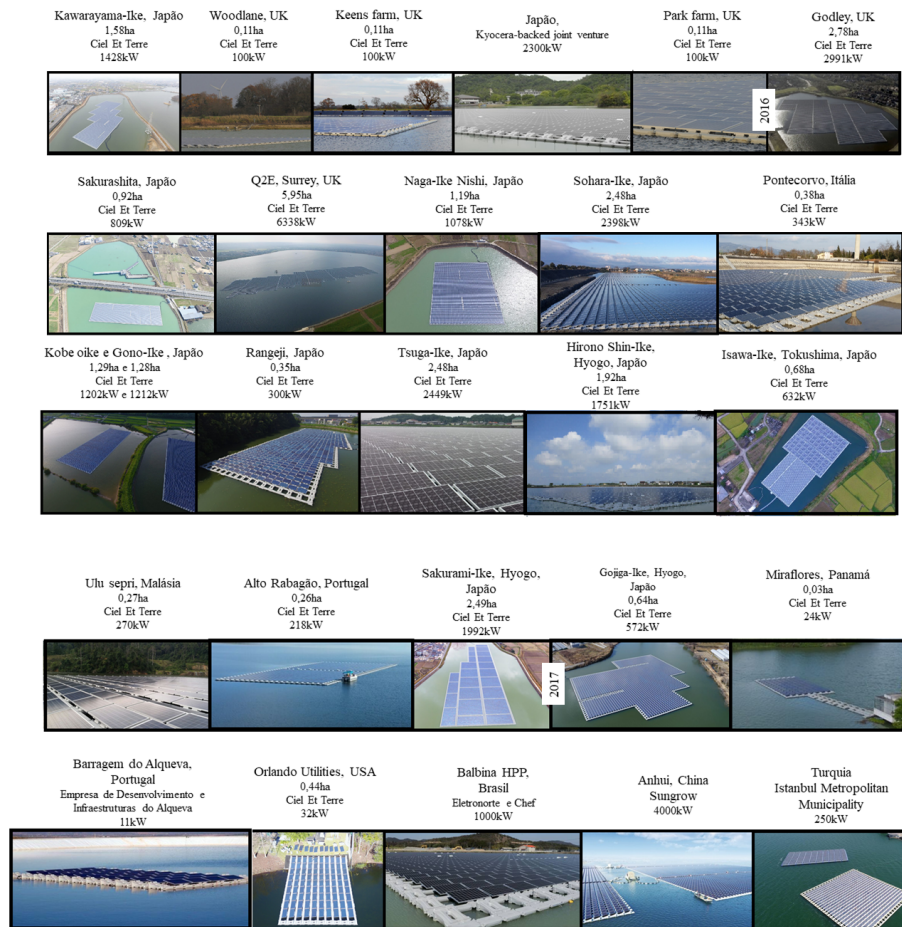 Kawarayama-Ike, Japão
1,58ha
Ciel Et Terre
1428kW
Woodlane, UK
0,11ha
Ciel Et Terre
100kW
Keens farm, UK
0,11ha
Ciel Et Terre
100kW
Japão,
Kyocera-backed joint venture
2300kW
Park farm, UK
0,11ha
Ciel Et Terre
100kW
Godley, UK
2,78ha
Ciel Et Terre
2991kW
2016
Sakurashita, Japão
0,92ha
Ciel Et Terre
809kW
Q2E, Surrey, UK
5,95ha
Ciel Et Terre
6338kW
Naga-Ike Nishi, Japão
1,19ha
Ciel Et Terre
1078kW
Sohara-Ike, Japão
2,48ha
Ciel Et Terre
2398kW
Pontecorvo, Itália
0,38ha
Ciel Et Terre
343kW
Kobe oike e Gono-Ike , Japão
1,29ha e 1,28ha
Ciel Et Terre
1202kW e 1212kW
Rangeji, Japão
0,35ha
Ciel Et Terre
300kW
Tsuga-Ike, Japão
2,48ha
Ciel Et Terre
2449kW
Hirono Shin-Ike,
Hyogo, Japão
1,92ha
Ciel Et Terre
1751kW
Isawa-Ike, Tokushima, Japão
0,68ha
Ciel Et Terre
632kW
Ulu sepri, Malásia
0,27ha
Ciel Et Terre
270kW
Alto Rabagão, Portugal
0,26ha
Ciel Et Terre
218kW
Sakurami-Ike, Hyogo,
Japão
2,49ha
Ciel Et Terre
1992kW
Gojiga-Ike, Hyogo,
Japão
0,64ha
Ciel Et Terre
572kW
Miraflores, Panamá
0,03ha
Ciel Et Terre
24kW
2017
Barragem do Alqueva,
Portugal
Empresa de Desenvolvimento e
Infraestruturas do Alqueva
11kW
Orlando Utilities, USA
0,44ha
Ciel Et Terre
32kW
Balbina HPP,
Brasil
Eletronorte e Chef
1000kW
Anhui, China
Sungrow
4000kW
Turquia
Istanbul Metropolitan
Municipality
250kW